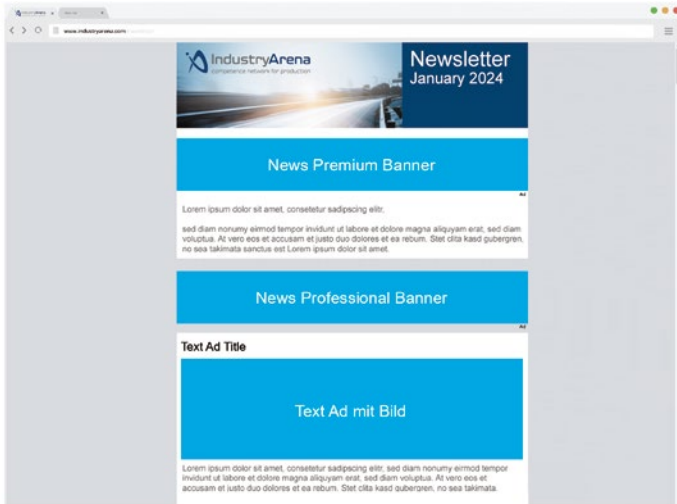 IndustryArena
www.industryarena.com
IndustryArena
competence network for production
Newsletter
January 2024
News Premium Banner
Ad
Lorem ipsum dolor sit amet, consetetur sadipscing elitr,
sed diam nonumy eirmod tempor invidunt ut labore et dolore magna aliquyam erat, sed diam
voluptua. At vero eos et accusam et justo duo dolores et ea rebum. Stet clita kasd gubergren,
no sea takimata sanctus est Lorem ipsum dolor sit amet.
News Professional Banner
Ad
Text Ad Title
Text Ad mit Bild
Lorem ipsum dolor sit amet, consetetur sadipscing elitr, sed diam nonumy eirmod tempor
invidunt ut labore et dolore magna aliquyam erat, sed diam voluptua. At vero eos et
accusam et justo duo dolores et ea rebum. Stet clita kasd gubergren, no sea takimata.